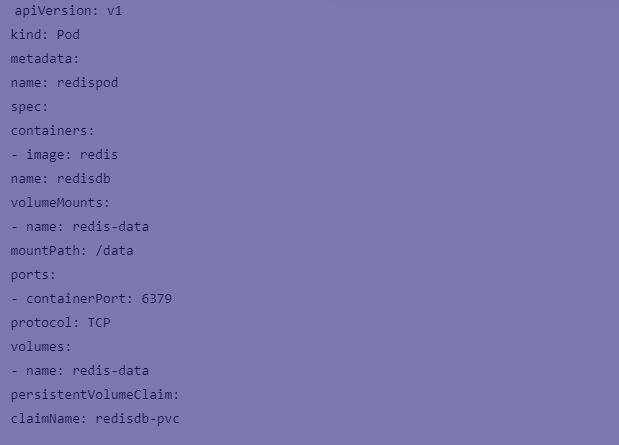 apiVersion: v1
kind: Pod
metadata:
name: redispod
spec:
containers:
- image: redis
name: redisdb
volumeMounts:
- name: redis-data
mountPath: /data
ports:
- containerPort: 6379
protocol: TCP
volumes:
- name: redis-data
persistentVolumeClaim:
claimName: redisdb-pvc